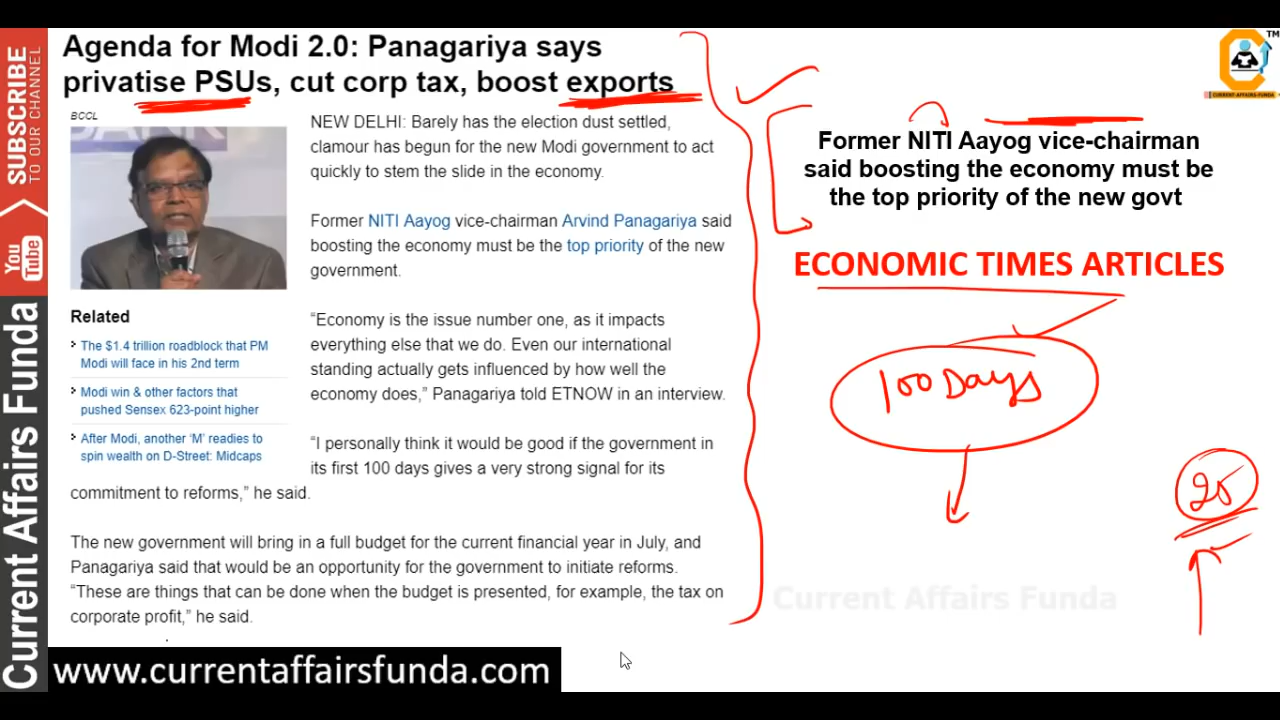 Agenda for Modi 2.0: Panagariya says
privatise PSUs, cut corp tax, boost exports
BCCL
NEW DELHI: Barely has the election dust settled,
clamour has begun for the new Modi government to act
quickly to stem the slide in the economy.
Former NITI Aayog vice-chairman Arvind Panagariya said
boosting the economy must be the top priority of the new
government.
Related
The $1.4 trillion roadblock that PM
Modi will face in his 2nd term
Modi win & other factors that
pushed Sensex 623-point higher
After Modi, another ‘M’ readies to
spin wealth on D-Street: Midcaps
“Economy is the issue number one, as it impacts
everything else that we do. Even our international
standing actually gets influenced by how well the
economy does,” Panagariya told ETNOW in an interview.
“I personally think it would be good if the government in
its first 100 days gives a very strong signal for its
commitment to reforms,” he said.
The new government will bring in a full budget for the current financial year in July, and
Panagariya said that would be an opportunity for the government to initiate reforms.
“These are things that can be done when the budget is presented, for example, the tax on
corporate profit,” he said.
www.currentaffairsfunda.com
TM
CURRENT-AFFAIRS-FUNDA
Former NITI Aayog vice-chairman
said boosting the economy must be
the top priority of the new govt
ECONOMIC TIMES ARTICLES
100 Days
25
Current Affairs Funda
SUBSCRIBE
TO OUR CHANNEL
You
Tube
Current Affairs Funda